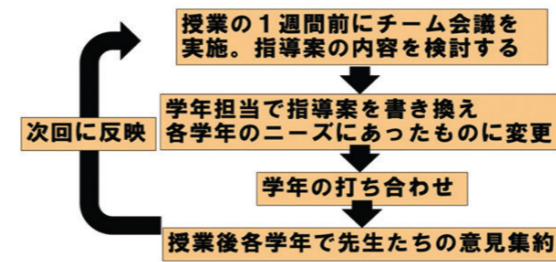 授業の１週間前にチーム会議を
実施。指導案の内容を検討する
学年担当で指導案を書き換え
各学年のニーズにあったものに変更
学年の打ち合わせ
授業後各学年で先生たちの意見集約
次回に反映